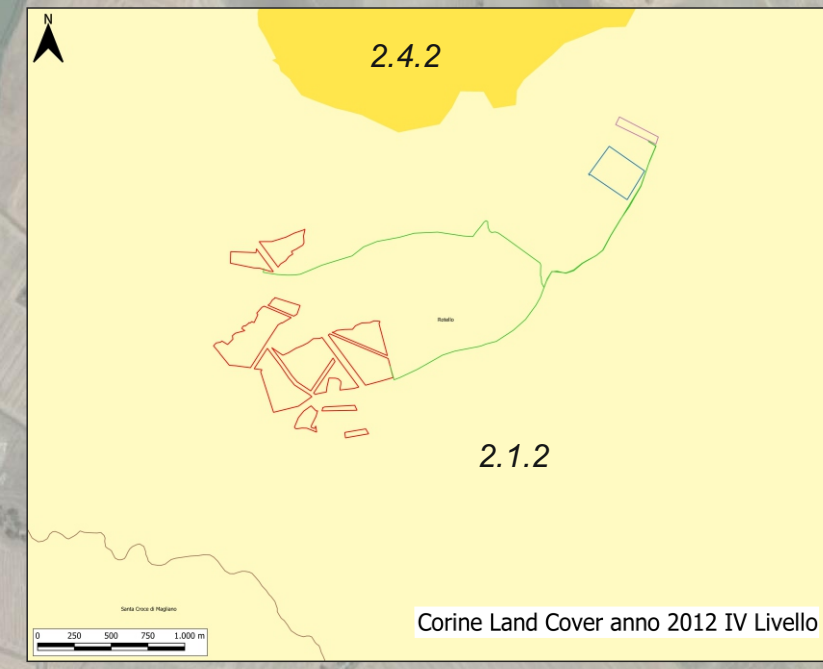 N
2.4.2
Rotello
2.1.2
Santa Croce di Magliano
Corine Land Cover anno 2012 IV Livello
0 250 500 750 1.000 m